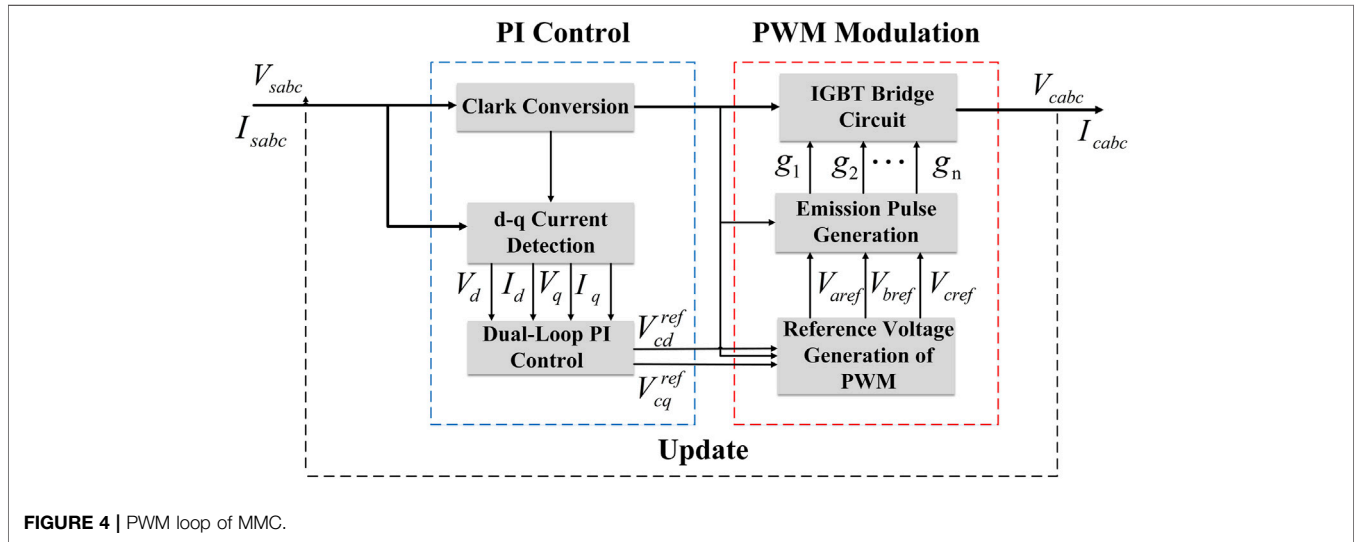 PI Control
PWM Modulation
V_sabc
I_sabc
Clark Conversion
IGBT Bridge
Circuit
V_cabc
I_cabc
g_1 g_2 ··· g_n
d-q Current
Detection
Emission Pulse
Generation
V_d I_d V_q I_q
V_aref V_bref V_cref
Dual-Loop PI
Control
V_cd^ref
V_cq^ref
Reference Voltage
Generation of
PWM
Update
FIGURE 4 | PWM loop of MMC.